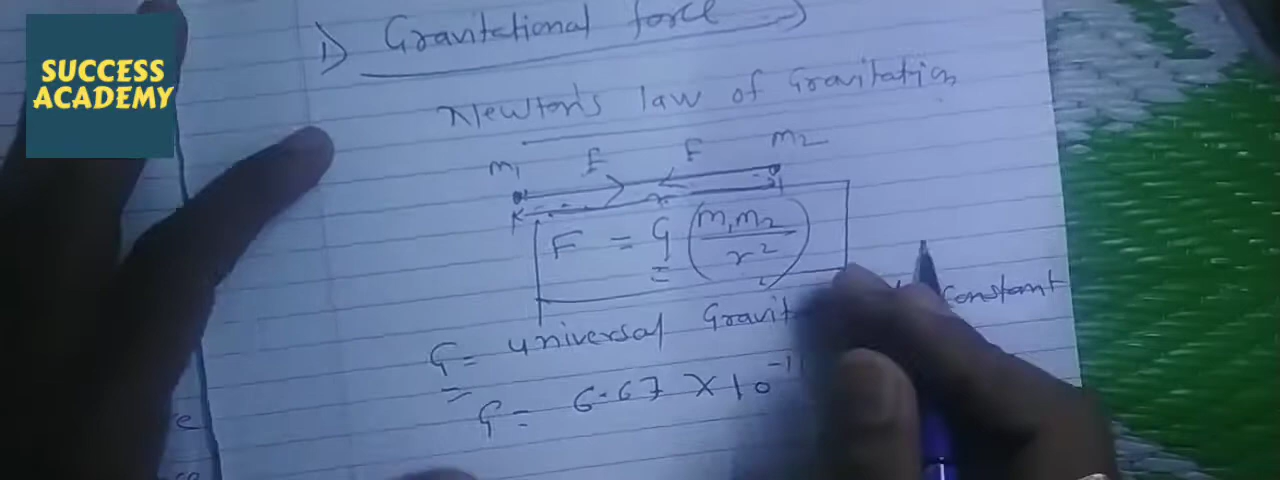 SUCCESS
ACADEMY
1) Gravitational force
Newton's law of Gravitation
m1 F F m2
r
F = G (m1m2 / r2)
G = universal Gravit constant
G = 6.67 X 10-11